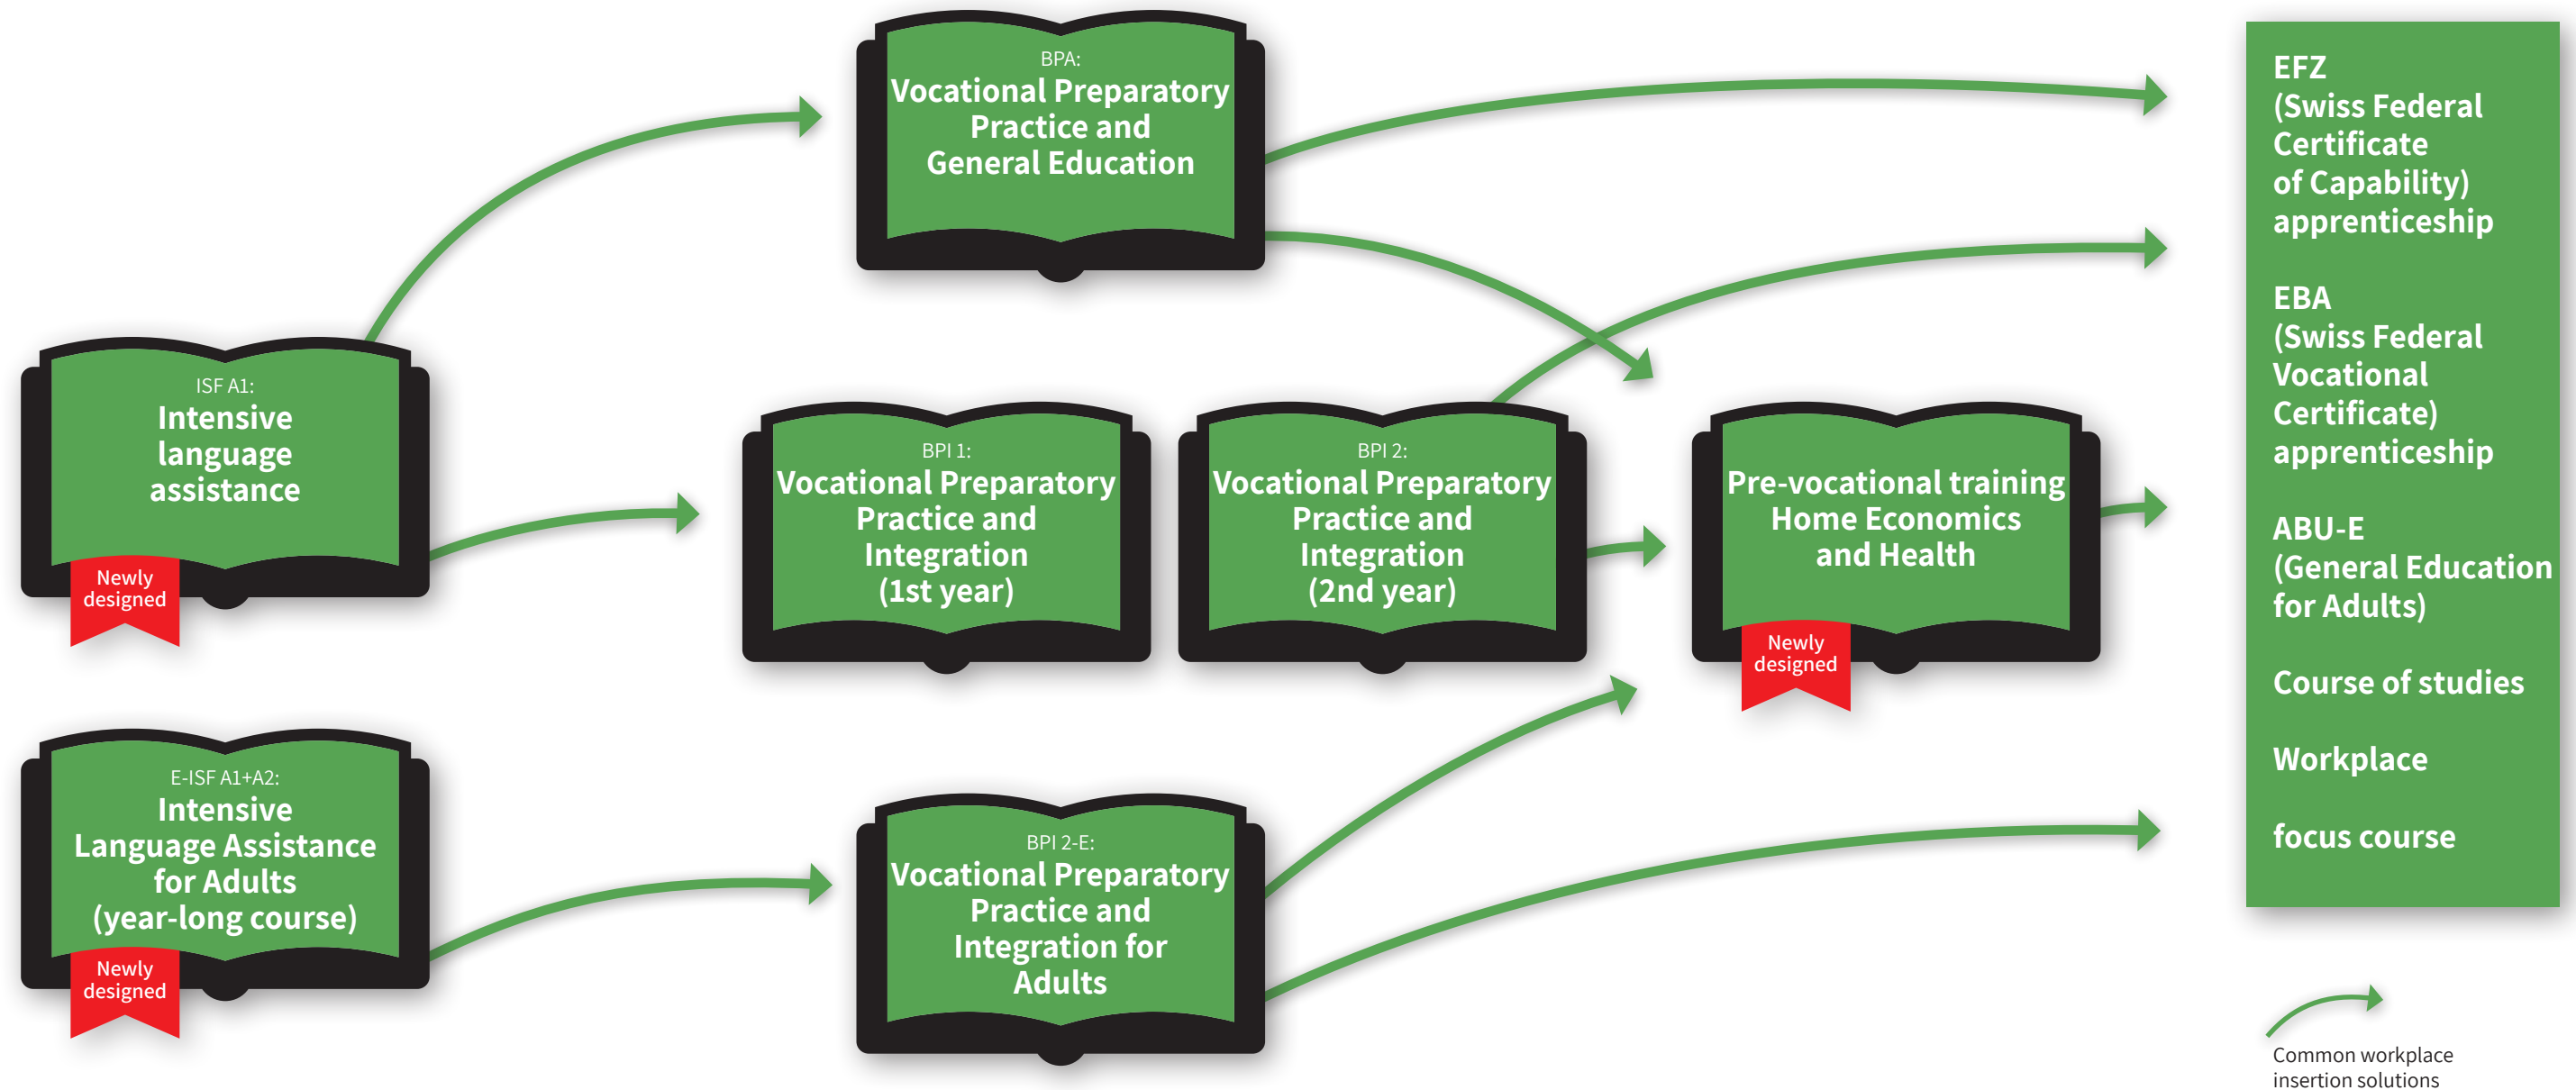 BPA:
Vocational Preparatory
Practice and
General Education
ISF A1:
Intensive
language
assistance
Newly
designed
BPI 1:
Vocational Preparatory
Practice and
Integration
(1st year)
BPI 2:
Vocational Preparatory
Practice and
Integration
(2nd year)
Pre-vocational training
Home Economics
and Health
Newly
designed
E-ISF A1+A2:
Intensive
Language Assistance
for Adults
(year-long course)
Newly
designed
BPI 2-E:
Vocational Preparatory
Practice and
Integration for
Adults
EFZ
(Swiss Federal
Certificate
of Capability)
apprenticeship
EBA
(Swiss Federal
Vocational
Certificate)
apprenticeship
ABU-E
(General Education
for Adults)
Course of studies
Workplace
focus course
Common workplace
insertion solutions